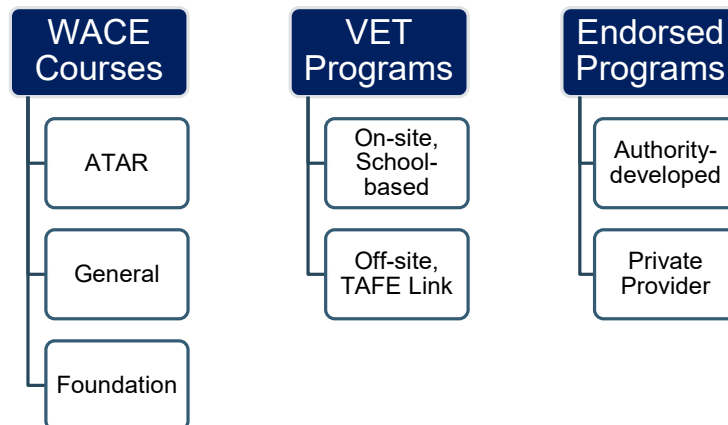 WACE
Courses
ATAR
General
Foundation
VET
Programs
On-site,
School-
based
Off-site,
TAFE Link
Endorsed
Programs
Authority-
developed
Private
Provider